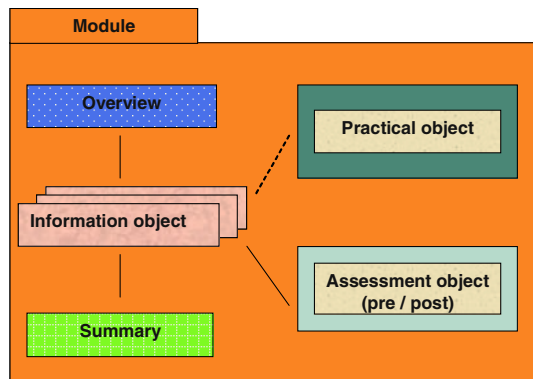 Module
Overview
Practical object
Information object
Assessment object
(pre / post)
Summary